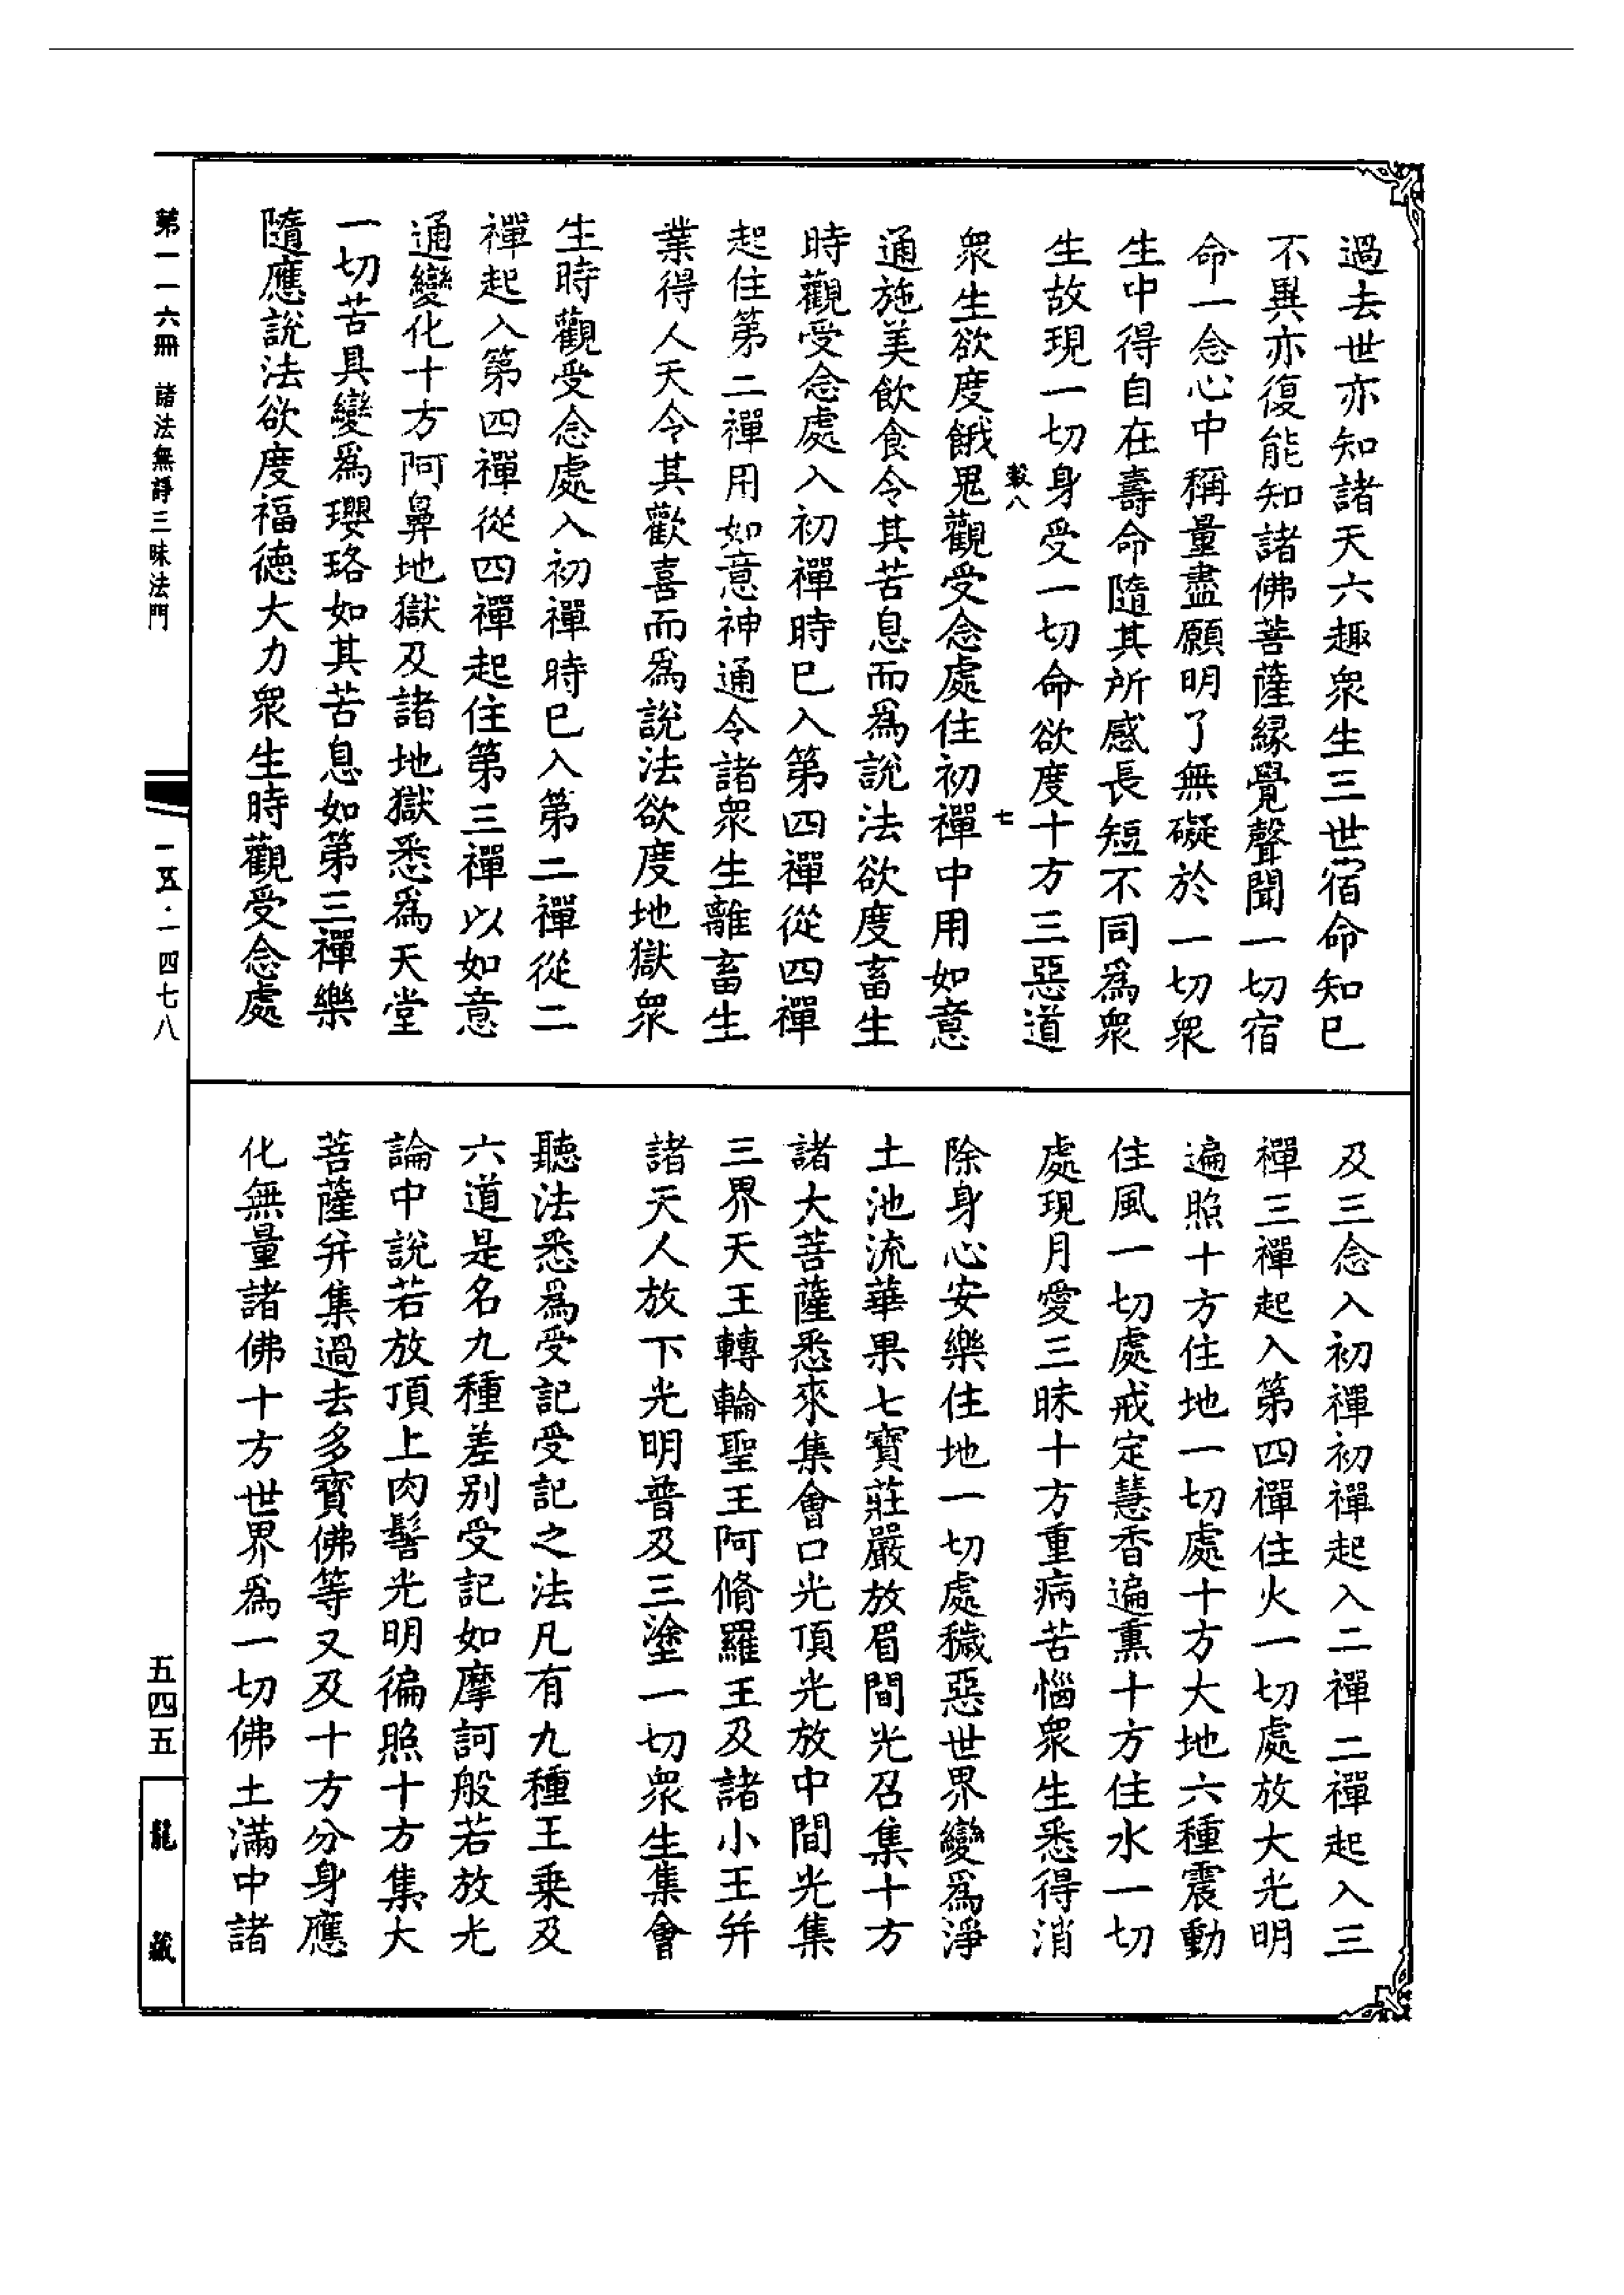 過去世亦知諸天六趣衆生三世宿命知已
不異亦復能知諸佛菩薩緣覺聲聞一切宿
命一念心中稱量盡願明了無礙於一切衆
生中得自在壽命隨其所感長短不同爲衆
生故現一切身受一切命欲度十方三惡道
七
衆生欲度餓鬼觀受念處住初禪中用如意
通施美飲食令其苦息而爲說法欲度畜生
時觀受念處入初禪時已入第四禪從四禪
起住第二禪用如意神通令諸衆生離畜生
業得人天令其歡喜而爲說法欲度地獄衆
生時觀受念處入初禪時已入第二禪從二
禪起入第四禪從四禪起住第三禪以如意
通變化十方阿鼻地獄及諸地獄悉爲天堂
一切苦具變爲瓔珞如其苦息如第三禪樂
隨應說法欲度福德大力衆生時觀受念處
及三念入初禪初禪起入二禪二禪起入三
禪三禪起入第四禪住火一切處放大光明
遍照十方住地一切處十方大地六種震動
住風一切處戒定慧香遍熏十方住水一切
處現月愛三昧十方重病苦惱衆生悉得消
除身心安樂住地一切處穢惡世界變爲淨
土池流華果七寶莊嚴放眉間光召集十方
諸大菩薩悉來集會口光頂光放中間光集
三界天王轉輪聖王阿脩羅王及諸小王并
諸天人放下光明普及三塗一切衆生集會
聽法悉爲受記受記之法凡有九種王乘及
六道是名九種差别受記如摩訶般若放光
論中說若放頂上肉髻光明徧照十方集大
菩薩并集過去多寶佛等又及十方分身應
化無量諸佛十方世界爲一切佛土滿中諸
第一一六冊 諸法無諍三昧法門
一五·一四七八
五四五
龍藏